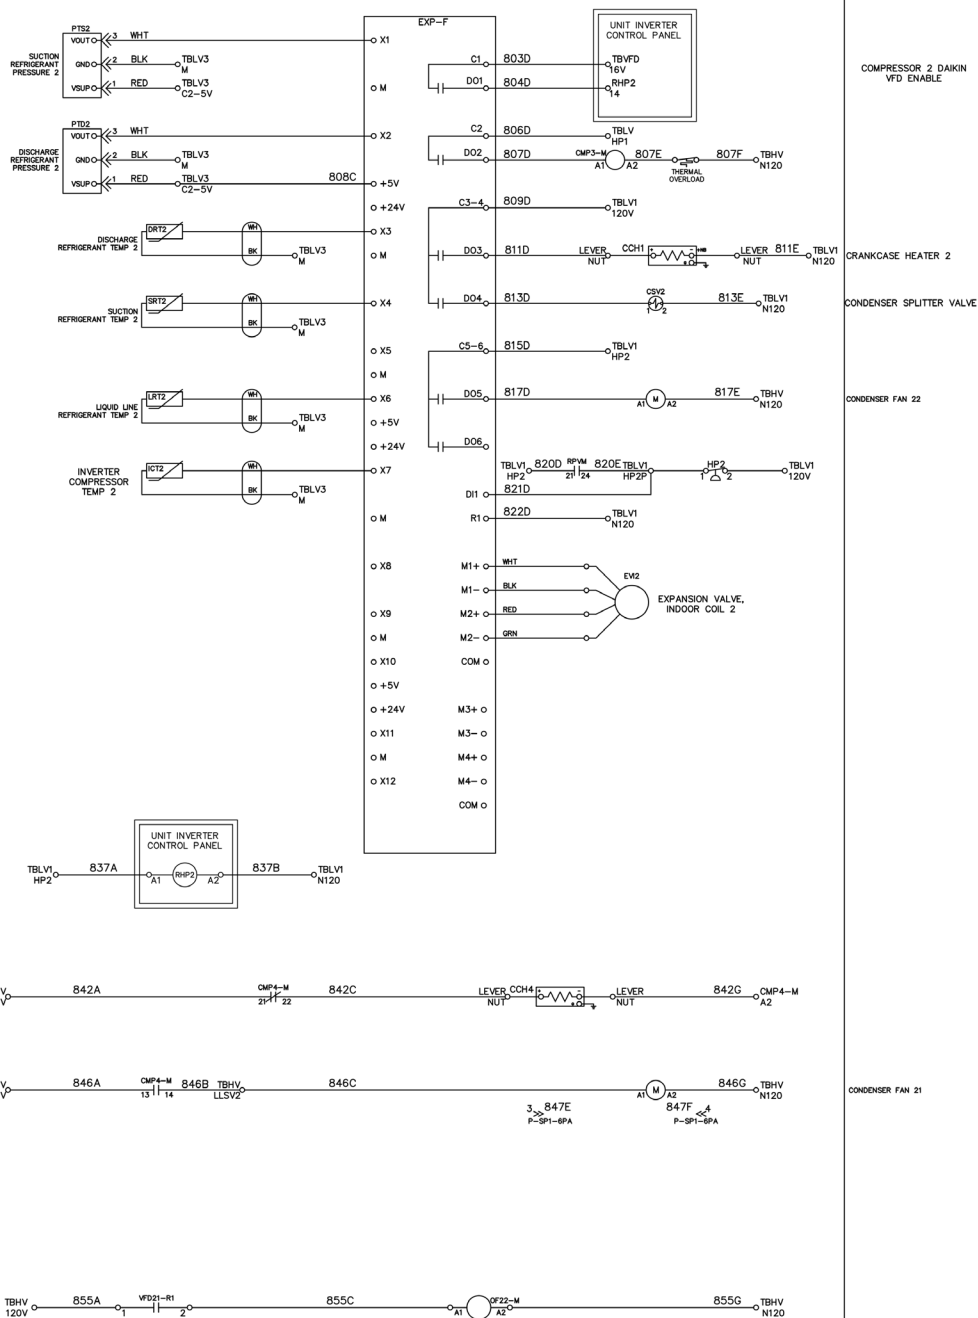 EXP-F
UNIT INVERTER
CONTROL PANEL
PTS2
VOUT 3 WHT X1
SUCTION
REFRIGERANT
PRESSURE 2
GND 2 BLK TBLV3
M
VSUP 1 RED TBLV3
C2-5V
M
C1 803D TBVFD
16V
DO1 804D RHP2
14
COMPRESSOR 2 DAIKIN
VFD ENABLE
PTD2
VOUT 3 WHT X2
DISCHARGE
REFRIGERANT
PRESSURE 2
GND 2 BLK TBLV3
M
VSUP 1 RED TBLV3 808C +5V
C2-5V
C2 806D TBLV
HP1
DO2 807D CMP3-M 807E 807F TBHV
A1 A2 THERMAL
OVERLOAD
N120
+24V
C3-4 809D TBLV1
120V
DRT2 WH X3
DISCHARGE
REFRIGERANT TEMP 2
BK TBLV3
M
M
DO3 811D LEVER
NUT
CCH1 + - LEVER
NUT
811E TBLV1
N120
CRANKCASE HEATER 2
SRT2 WH X4
SUCTION
REFRIGERANT TEMP 2
BK TBLV3
M
DO4 813D CSV2 813E TBLV1
1 2 N120
CONDENSER SPLITTER VALVE
X5
C5-6 815D TBLV1
HP2
M
LRT2 WH X6
LIQUID LINE
REFRIGERANT TEMP 2
BK TBLV3
M
+5V
DO5 817D M 817E TBHV
A1 A2 N120
CONDENSER FAN 22
+24V
DO6
ICT2 WH X7
INVERTER
COMPRESSOR
TEMP 2
BK TBLV3
M
TBLV1 820D RPVM 820E TBLV1 HP2 TBLV1
HP2 21 24 HP2P 1 2 120V
DI1 821D
M
R1 822D TBLV1
N120
X8
M1+ WHT
M1- BLK
X9
M2+ RED
M
M2- GRN
EVI2
EXPANSION VALVE,
INDOOR COIL 2
X10
COM
+5V
+24V
M3+
X11
M3-
M
M4+
X12
M4-
COM
UNIT INVERTER
CONTROL PANEL
TBLV1 837A A1 RHP2 A2 837B TBLV1
HP2 N120
V 842A CMP4-M 842C LEVER CCH4 - LEVER 842G CMP4-M
V 21 22 NUT NUT A2
V 846A CMP4-M 846B TBHV 846C M 846G TBHV
V 13 14 LLSV2 A1 A2 N120
CONDENSER FAN 21
3 847E 847F 4
P-SP1-6PA P-SP1-6PA
TBHV 855A VFD21-R1 855C OF22-M 855G TBHV
120V 1 2 A1 A2 N120